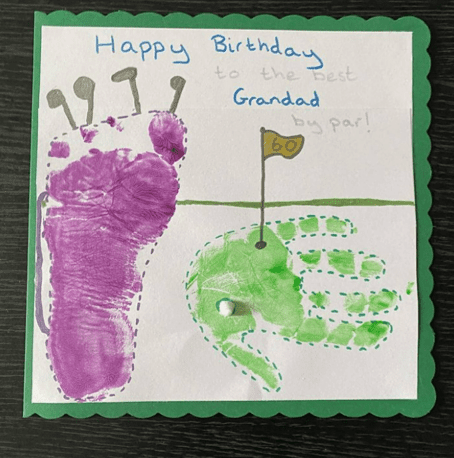 Happy Birthday
to the best
Grandad
by par!
60